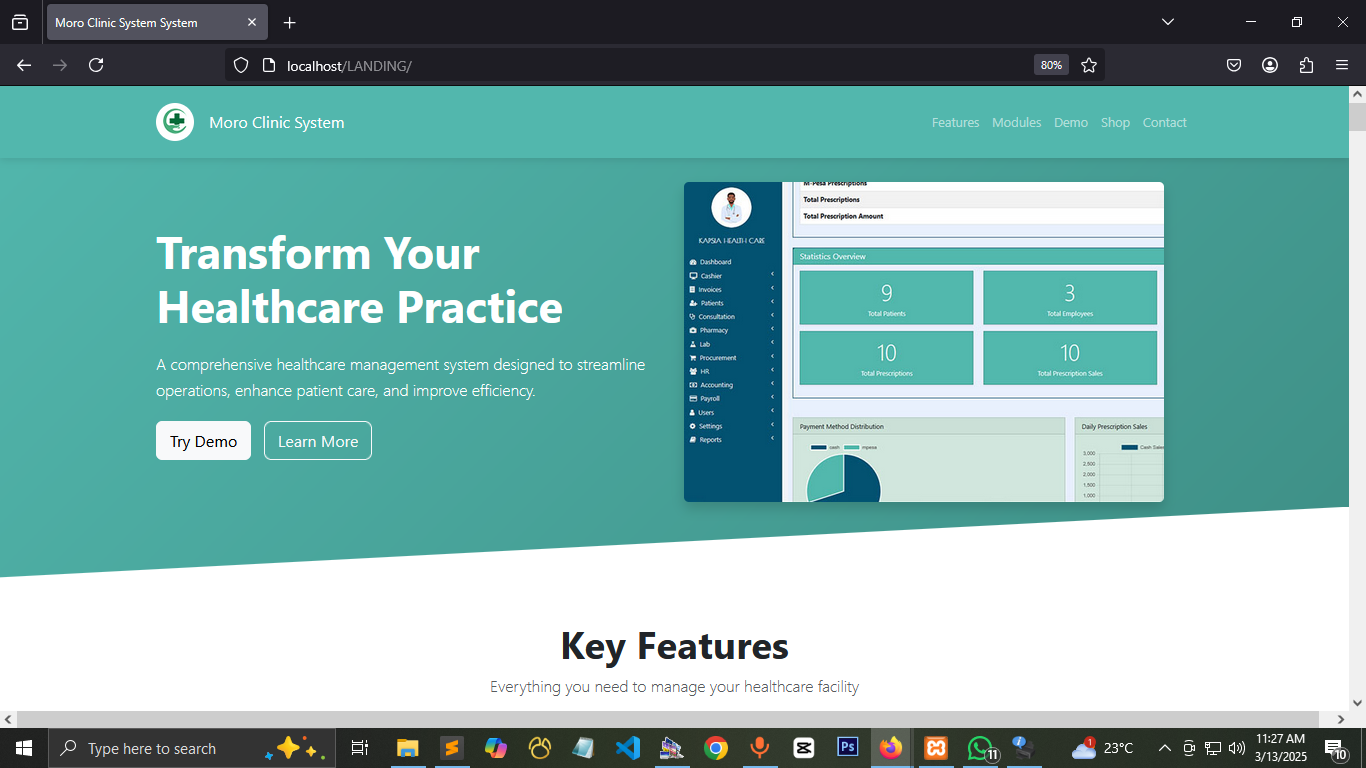 Moro Clinic System System
localhost/LANDING/
80%
Moro Clinic System
Features Modules Demo Shop Contact
Transform Your
Healthcare Practice
A comprehensive healthcare management system designed to streamline
operations, enhance patient care, and improve efficiency.
Try Demo
Learn More
KAPSIA HEALTH CARE
Dashboard
Cashier
Invoices
Patients
Consultation
Pharmacy
Lab
Procurement
HR
Accounting
Payroll
Users
Settings
Reports
M-Pesa Prescriptions
Total Prescriptions
Total Prescription Amount
Statistics Overview
9
Total Patients
3
Total Employees
10
Total Prescriptions
10
Total Prescription Sales
Payment Method Distribution
cash mpesa
Daily Prescription Sales
Cash Sales
3,000
2,500
2,000
1,500
1,000
Key Features
Everything you need to manage your healthcare facility
Type here to search
Ps
11
1
23°C
11:27 AM
3/13/2025
10